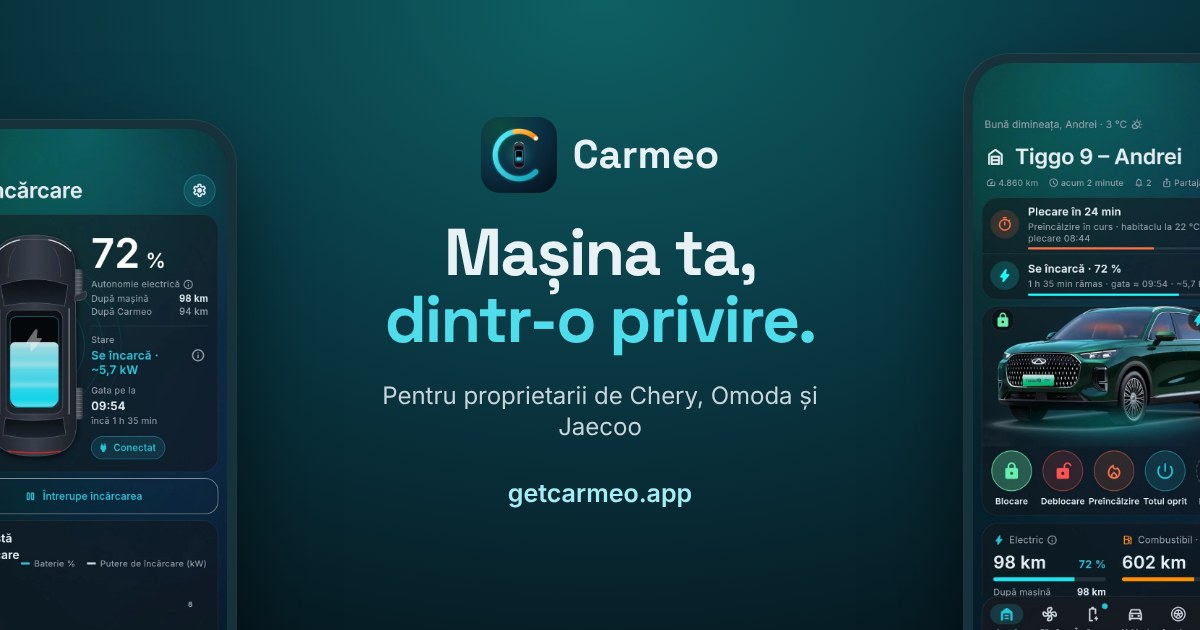 ncărcare
72 %
Autonomie electrică
După mașină 98 km
După Carmeo 94 km
Stare
Se încarcă ·
~5,7 kW
Gata pe la
09:54
încă 1 h 35 min
Conectat
Întrerupe încărcarea
stă
care
Baterie %
Putere de încărcare (kW)
8
Carmeo
Mașina ta,
dintr-o privire.
Pentru proprietarii de Chery, Omoda și
Jaecoo
getcarmeo.app
Bună dimineața, Andrei · 3 °C
Tiggo 9 – Andrei
4.860 km
acum 2 minute
2
Partaj
Plecare în 24 min
Preîncălzire în curs · habitaclu la 22 °C
plecare 08:44
Se încarcă · 72 %
1 h 35 min rămas · gata ≈ 09:54 · ~5,7 k
Blocare
Deblocare
Preîncălzire
Totul oprit
Electric
Combustibil ·
98 km 72 %
602 km
După mașină 98 km